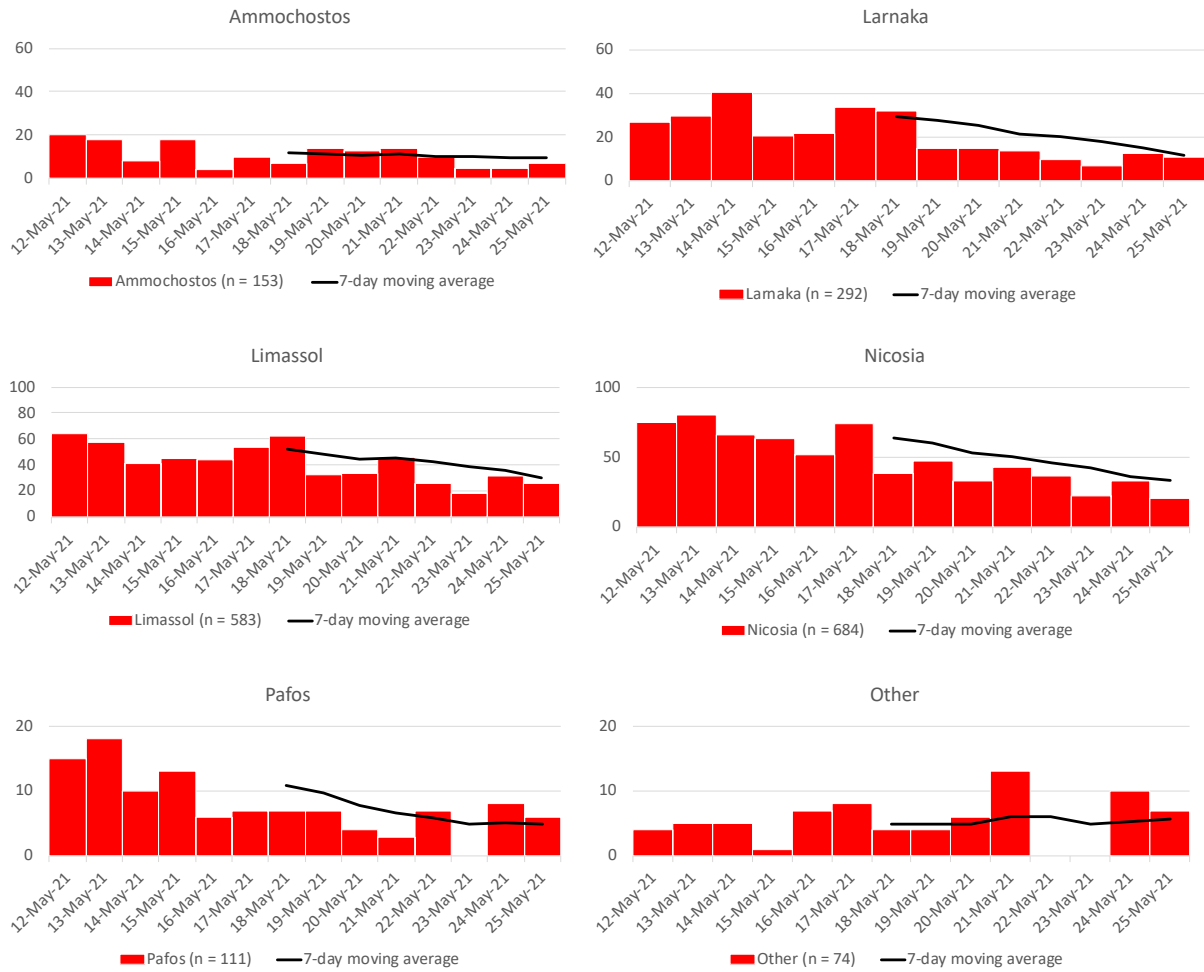 Ammochostos
60
40
20
0
12-May-21
13-May-21
14-May-21
15-May-21
16-May-21
17-May-21
18-May-21
19-May-21
20-May-21
21-May-21
22-May-21
23-May-21
24-May-21
25-May-21
Ammochostos (n = 153) 7-day moving average
Larnaka
60
40
20
0
12-May-21
13-May-21
14-May-21
15-May-21
16-May-21
17-May-21
18-May-21
19-May-21
20-May-21
21-May-21
22-May-21
23-May-21
24-May-21
25-May-21
Larnaka (n = 292) 7-day moving average
Limassol
100
80
60
40
20
0
12-May-21
13-May-21
14-May-21
15-May-21
16-May-21
17-May-21
18-May-21
19-May-21
20-May-21
21-May-21
22-May-21
23-May-21
24-May-21
25-May-21
Limassol (n = 583) 7-day moving average
Nicosia
100
50
0
12-May-21
13-May-21
14-May-21
15-May-21
16-May-21
17-May-21
18-May-21
19-May-21
20-May-21
21-May-21
22-May-21
23-May-21
24-May-21
25-May-21
Nicosia (n = 684) 7-day moving average
Pafos
20
10
0
12-May-21
13-May-21
14-May-21
15-May-21
16-May-21
17-May-21
18-May-21
19-May-21
20-May-21
21-May-21
22-May-21
23-May-21
24-May-21
25-May-21
Pafos (n = 111) 7-day moving average
Other
20
10
0
12-May-21
13-May-21
14-May-21
15-May-21
16-May-21
17-May-21
18-May-21
19-May-21
20-May-21
21-May-21
22-May-21
23-May-21
24-May-21
25-May-21
Other (n = 74) 7-day moving average